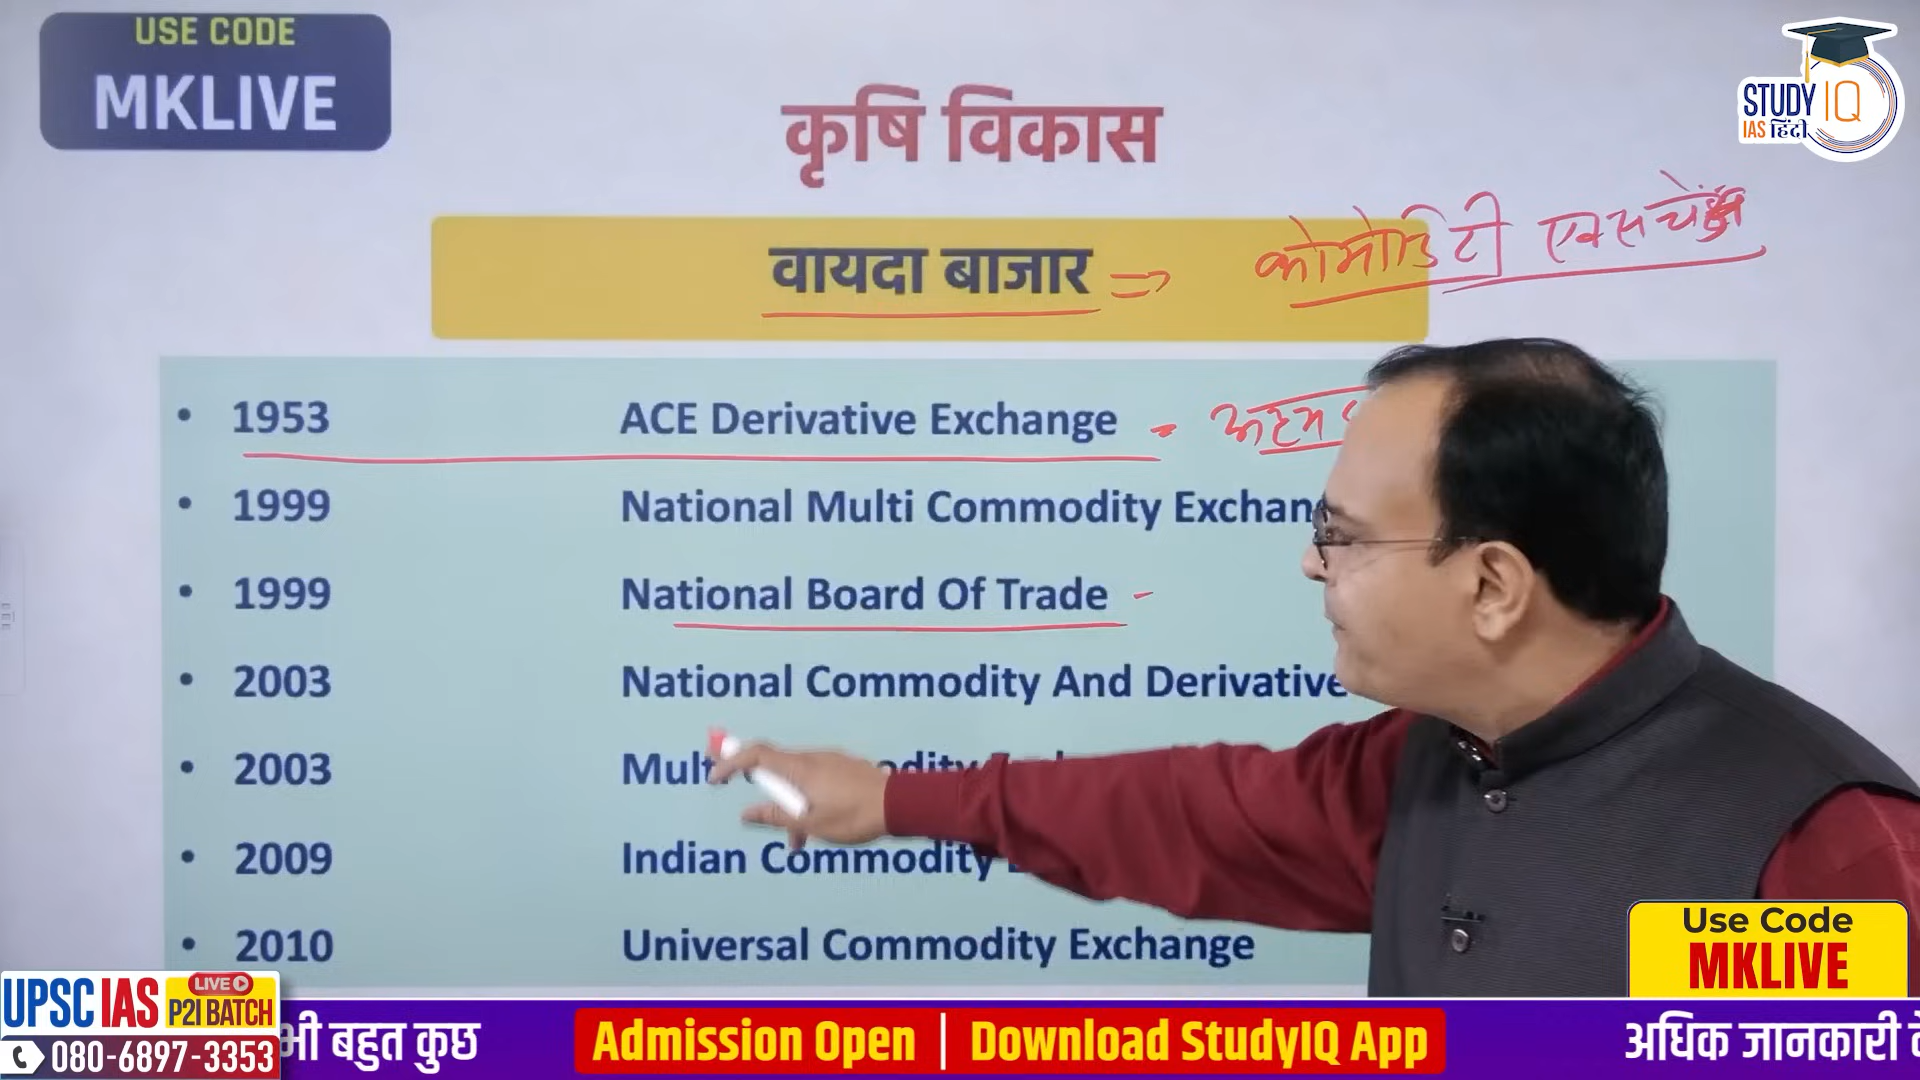 USE CODE
MKLIVE
STUDY IQ
IAS हिंदी
कृषि विकास
वायदा बाजार => कोमोडिटी एक्सचेंज
• 1953 ACE Derivative Exchange -
• 1999 National Multi Commodity Exchan
• 1999 National Board Of Trade -
• 2003 National Commodity And Derivative
• 2003
• 2009 Indian Commodity
• 2010 Universal Commodity Exchange
Use Code
MKLIVE
UPSC IAS LIVE
P2I BATCH
080-6897-3353
भी बहुत कुछ
Admission Open | Download StudyIQ App
अधिक जानकारी